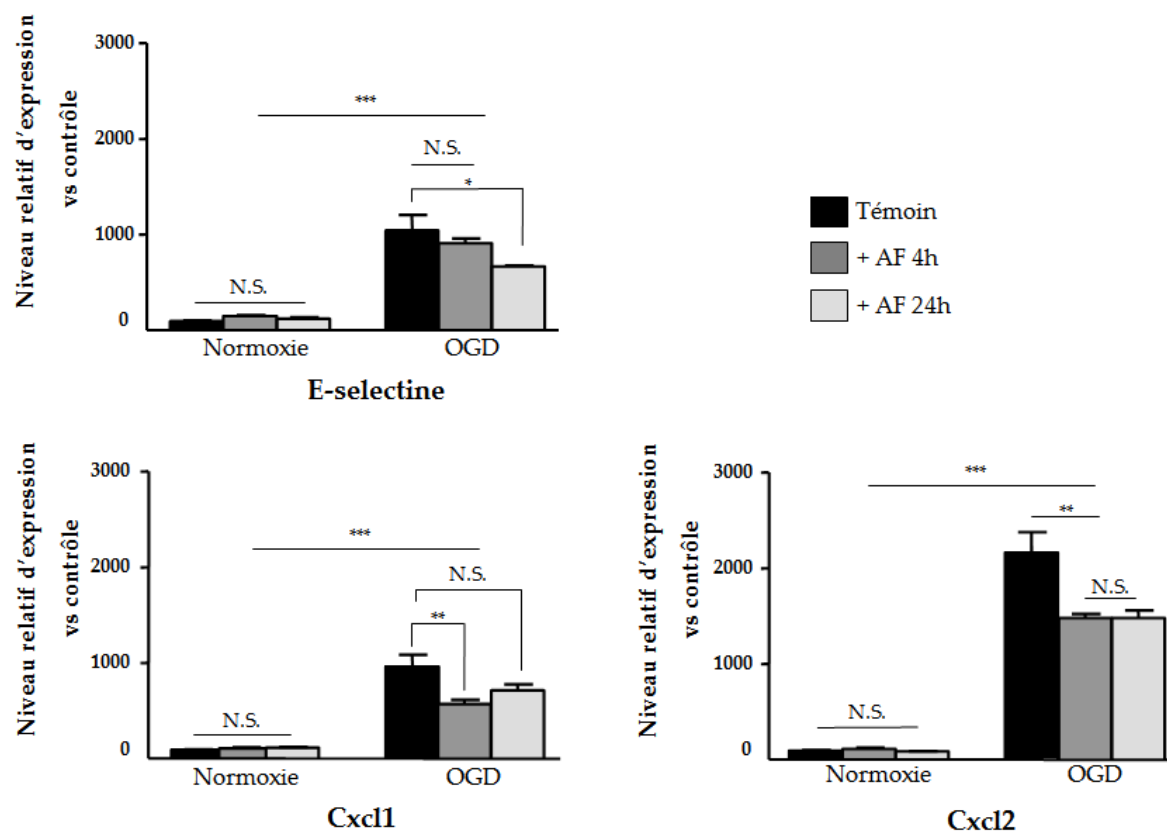 Niveau relatif d'expression
vs contrôle
3000
2000
1000
0
***
N.S.
*
N.S.
Normoxie
OGD
E-selectine
Témoin
+ AF 4h
+ AF 24h
Niveau relatif d'expression
vs contrôle
3000
2000
1000
0
***
N.S.
**
N.S.
Normoxie
OGD
Cxcl1
Niveau relatif d'expression
vs contrôle
3000
2000
1000
0
***
**
N.S.
N.S.
Normoxie
OGD
Cxcl2